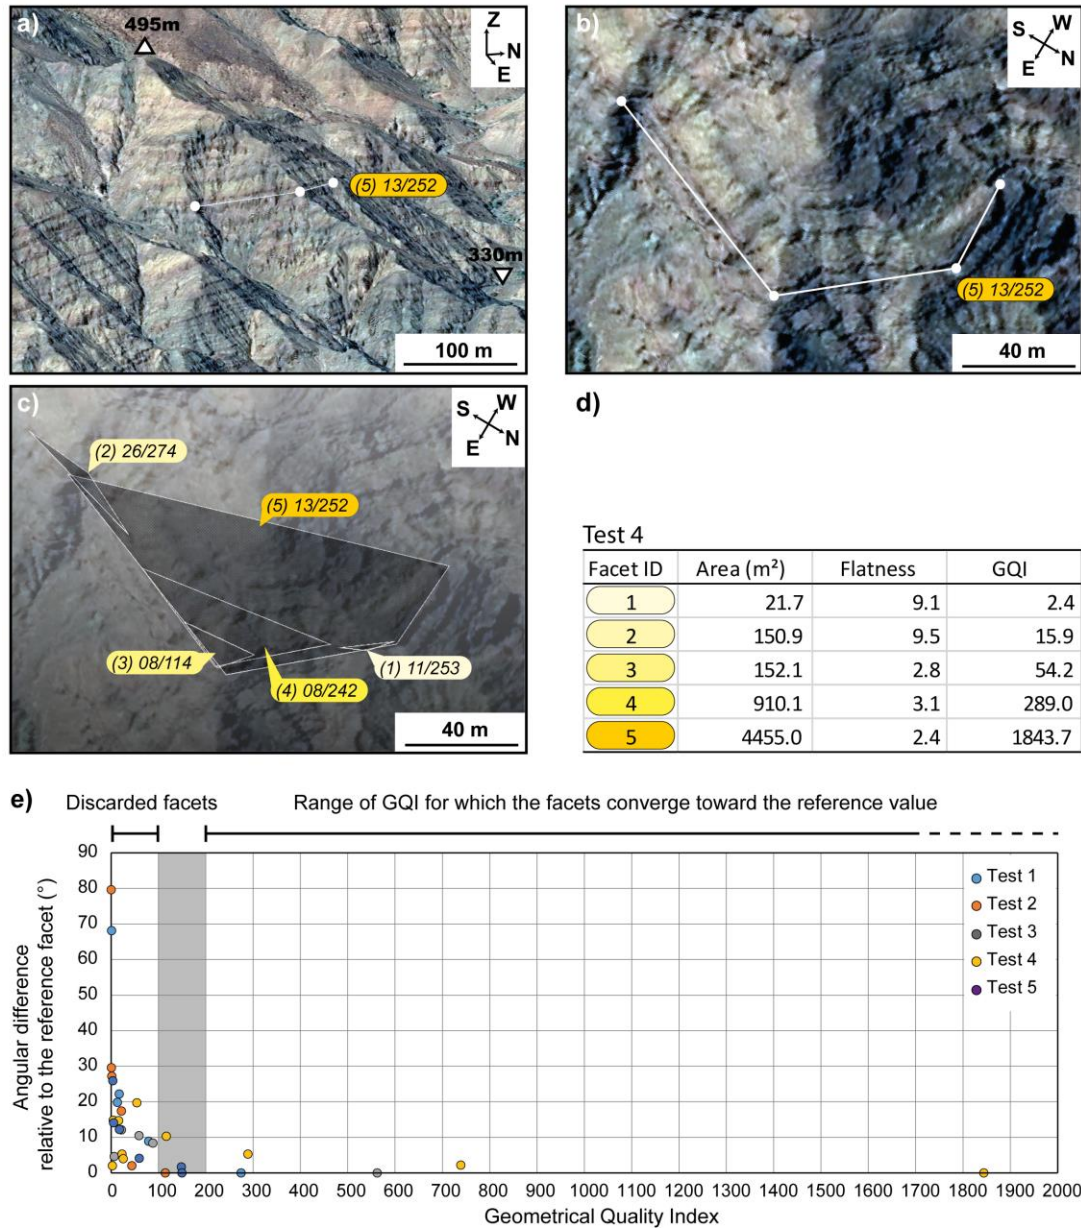 a)
495m
Z
N
E
(5) 13/252
330m
100 m
b)
S
W
E
N
(5) 13/252
40 m
c)
S
W
E
N
(2) 26/274
(5) 13/252
(3) 08/114
(4) 08/242
(1) 11/253
40 m
d)
Test 4
Facet ID Area (m²) Flatness GQI
1 21.7 9.1 2.4
2 150.9 9.5 15.9
3 152.1 2.8 54.2
4 910.1 3.1 289.0
5 4455.0 2.4 1843.7
e)
Discarded facets
Range of GQI for which the facets converge toward the reference value
Angular difference
relative to the reference facet (°)
90
80
70
60
50
40
30
20
10
0
Test 1
Test 2
Test 3
Test 4
Test 5
0 100 200 300 400 500 600 700 800 900 1000 1100 1200 1300 1400 1500 1600 1700 1800 1900 2000
Geometrical Quality Index